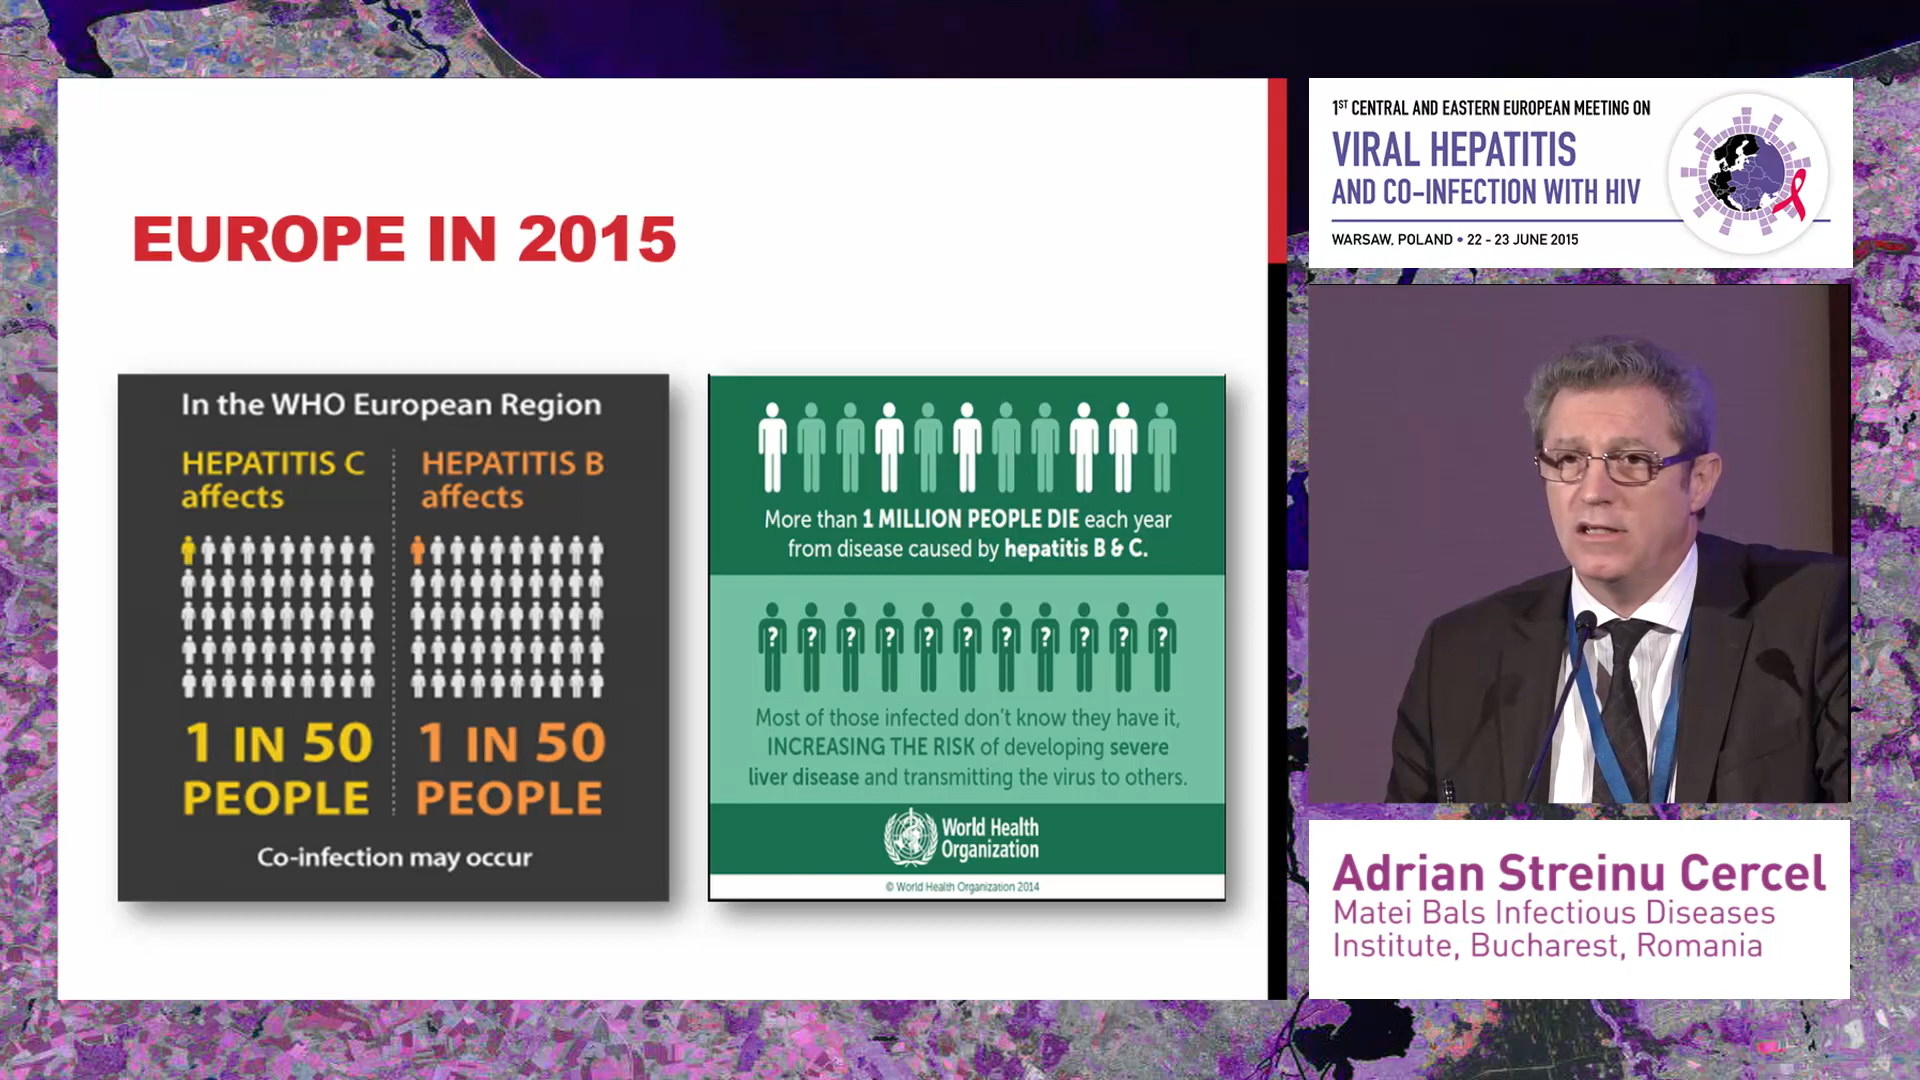 EUROPE IN 2015
In the WHO European Region
HEPATITIS C
affects
1 IN 50
PEOPLE
HEPATITIS B
affects
1 IN 50
PEOPLE
Co-infection may occur
More than 1 MILLION PEOPLE DIE each year
from disease caused by hepatitis B & C.
? ? ? ? ? ? ? ? ? ? ?
Most of those infected don't know they have it,
INCREASING THE RISK of developing severe
liver disease and transmitting the virus to others.
World Health
Organization
© World Health Organization 2014
1ST CENTRAL AND EASTERN EUROPEAN MEETING ON
VIRAL HEPATITIS
AND CO-INFECTION WITH HIV
WARSAW, POLAND • 22 - 23 JUNE 2015
Adrian Streinu Cercel
Matei Bals Infectious Diseases
Institute, Bucharest, Romania